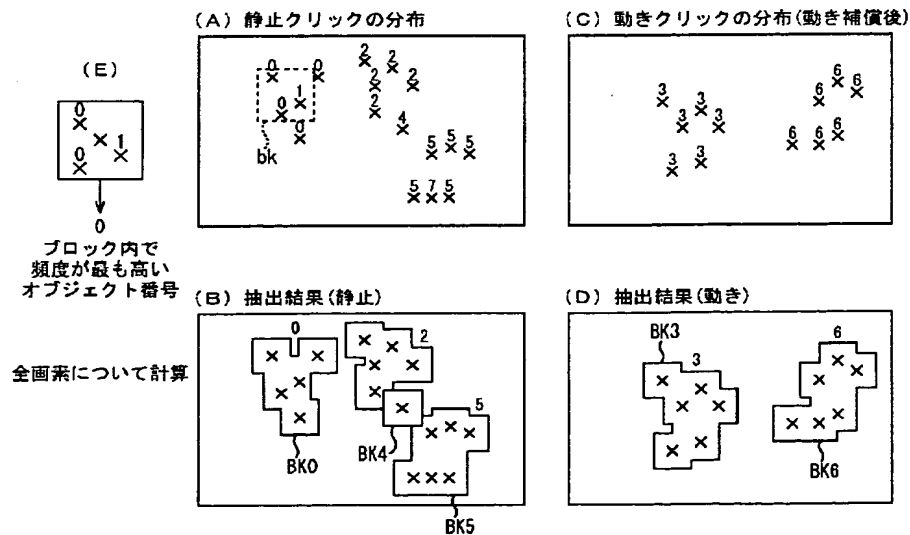 (A) 静止クリックの分布
(C) 動きクリックの分布(動き補償後)
(E)
0
1
0
0
ブロック内で
頻度が最も高い
オブジェクト番号
全画素について計算
0 0
1
0
0
bk
2
2
2 2
2
4
5 5 5
5 7 5
3
3
3 3
3 3
6
6 6
6 6 6
(B) 抽出結果(静止)
0
2
5
BK0
BK4
BK5
(D) 抽出結果(動き)
BK3
3
6
BK6